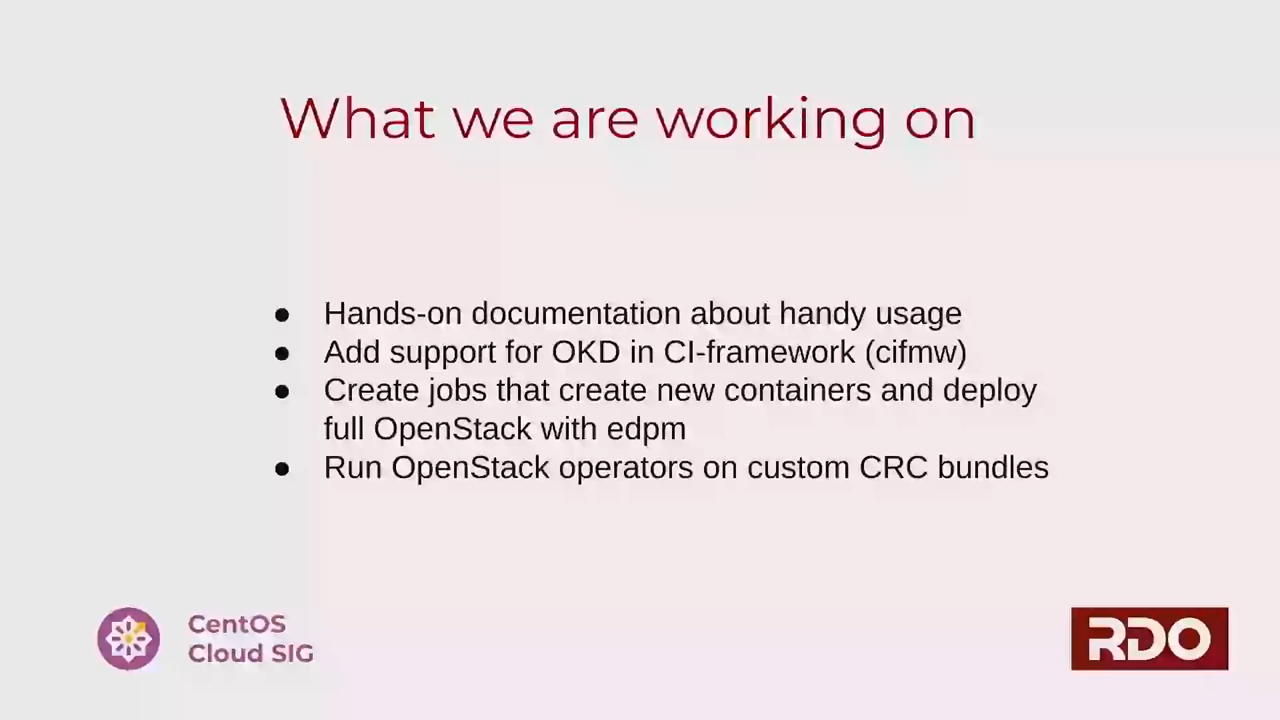 What we are working on
● Hands-on documentation about handy usage
● Add support for OKD in CI-framework (cifmw)
● Create jobs that create new containers and deploy
full OpenStack with edpm
● Run OpenStack operators on custom CRC bundles
CentOS
Cloud SIG
RDO